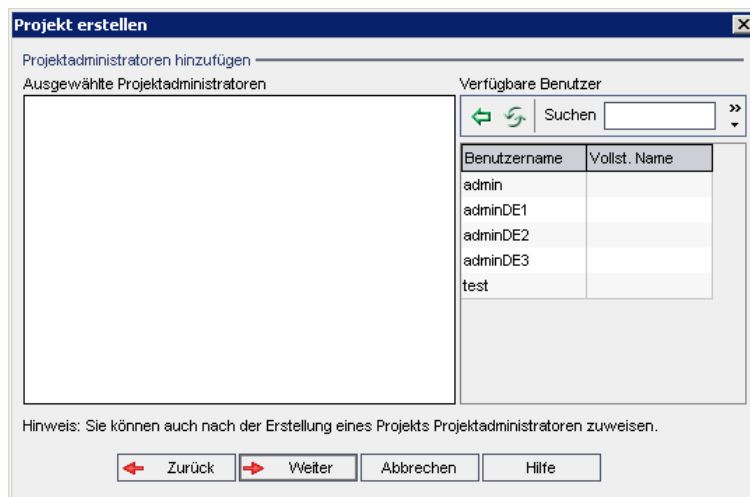 Projekt erstellen
Projektadministratoren hinzufügen
Ausgewählte Projektadministratoren
Verfügbare Benutzer
Suchen
Benutzername Vollst. Name
admin
adminDE1
adminDE2
adminDE3
test
Hinweis: Sie können auch nach der Erstellung eines Projekts Projektadministratoren zuweisen.
Zurück Weiter Abbrechen Hilfe